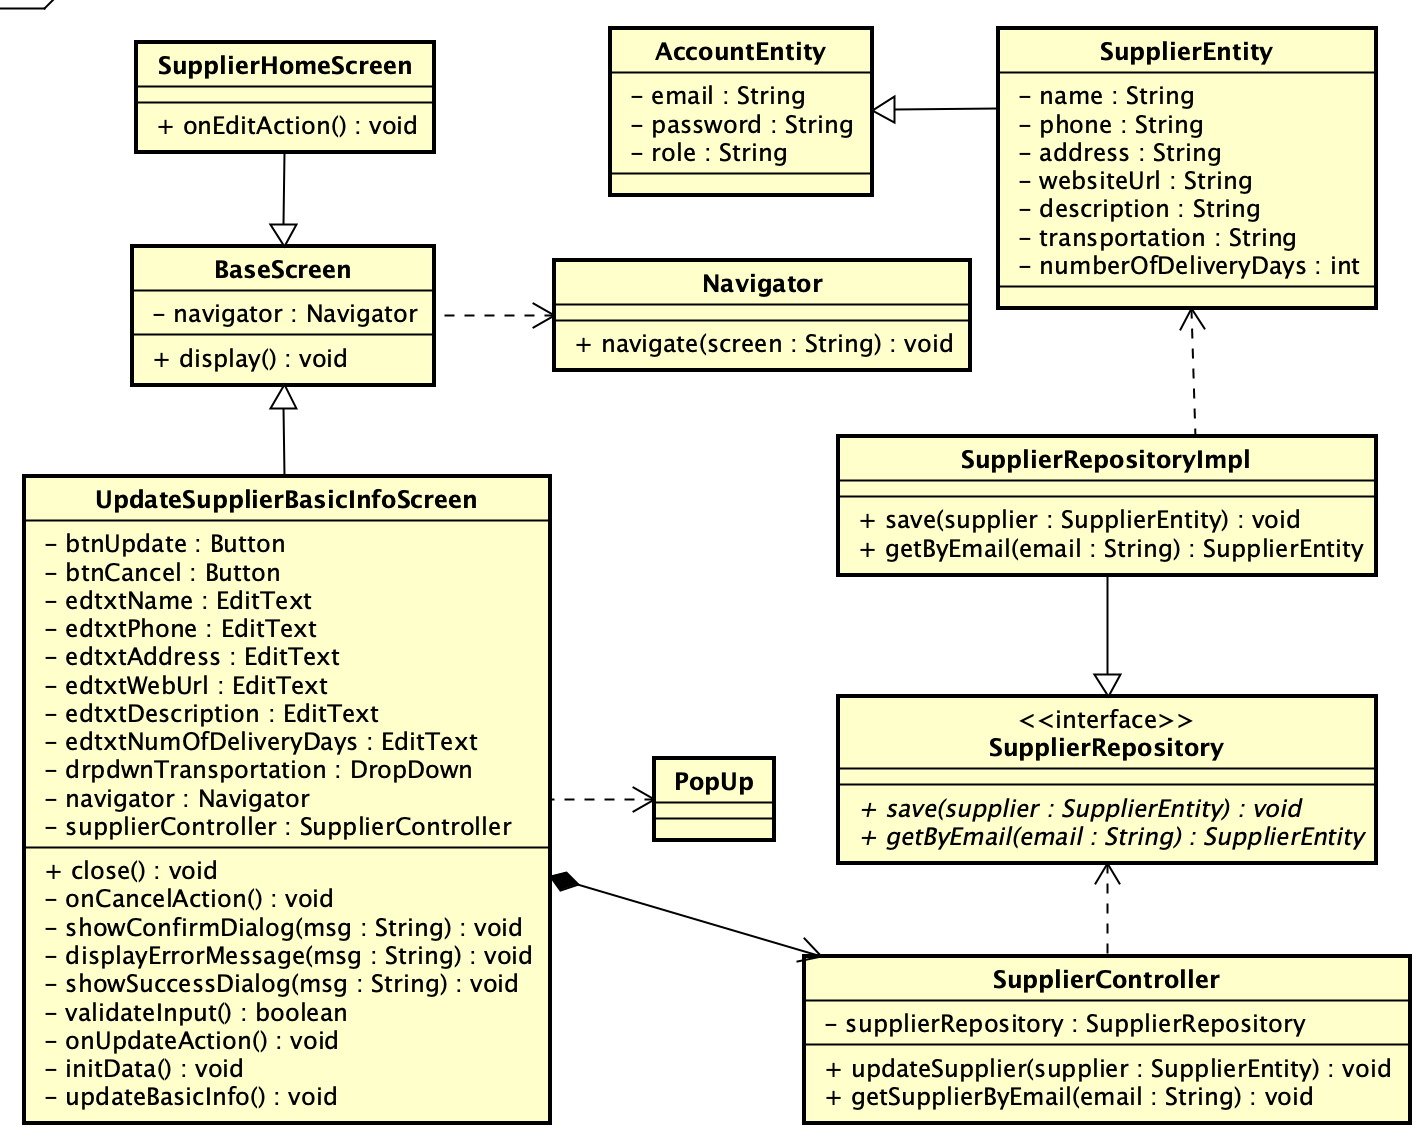 SupplierHomeScreen
+ onEditAction() : void
AccountEntity
- email : String
- password : String
- role : String
SupplierEntity
- name : String
- phone : String
- address : String
- websiteUrl : String
- description : String
- transportation : String
- numberOfDeliveryDays : int
BaseScreen
- navigator : Navigator
+ display() : void
Navigator
+ navigate(screen : String) : void
SupplierRepositoryImpl
+ save(supplier : SupplierEntity) : void
+ getByEmail(email : String) : SupplierEntity
UpdateSupplierBasicInfoScreen
- btnUpdate : Button
- btnCancel : Button
- edtxtName : EditText
- edtxtPhone : EditText
- edtxtAddress : EditText
- edtxtWebUrl : EditText
- edtxtDescription : EditText
- edtxtNumOfDeliveryDays : EditText
- drpdwnTransportation : DropDown
- navigator : Navigator
- supplierController : SupplierController
+ close() : void
- onCancelAction() : void
- showConfirmDialog(msg : String) : void
- displayErrorMessage(msg : String) : void
- showSuccessDialog(msg : String) : void
- validateInput() : boolean
- onUpdateAction() : void
- initData() : void
- updateBasicInfo() : void
PopUp
<<interface>>
SupplierRepository
+ save(supplier : SupplierEntity) : void
+ getByEmail(email : String) : SupplierEntity
SupplierController
- supplierRepository : SupplierRepository
+ updateSupplier(supplier : SupplierEntity) : void
+ getSupplierByEmail(email : String) : void